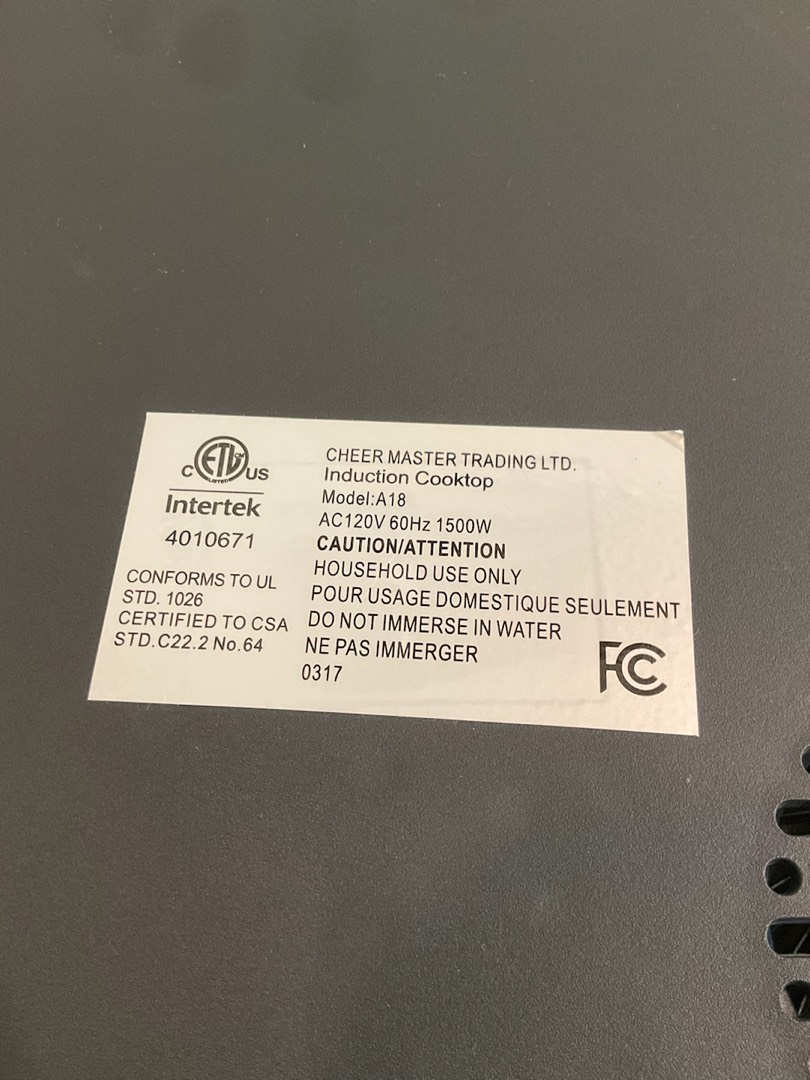 c ETL LISTED US
Intertek
4010671
CONFORMS TO UL
STD. 1026
CERTIFIED TO CSA
STD.C22.2 No.64
CHEER MASTER TRADING LTD.
Induction Cooktop
Model:A18
AC120V 60Hz 1500W
CAUTION/ATTENTION
HOUSEHOLD USE ONLY
POUR USAGE DOMESTIQUE SEULEMENT
DO NOT IMMERSE IN WATER
NE PAS IMMERGER
0317
FC